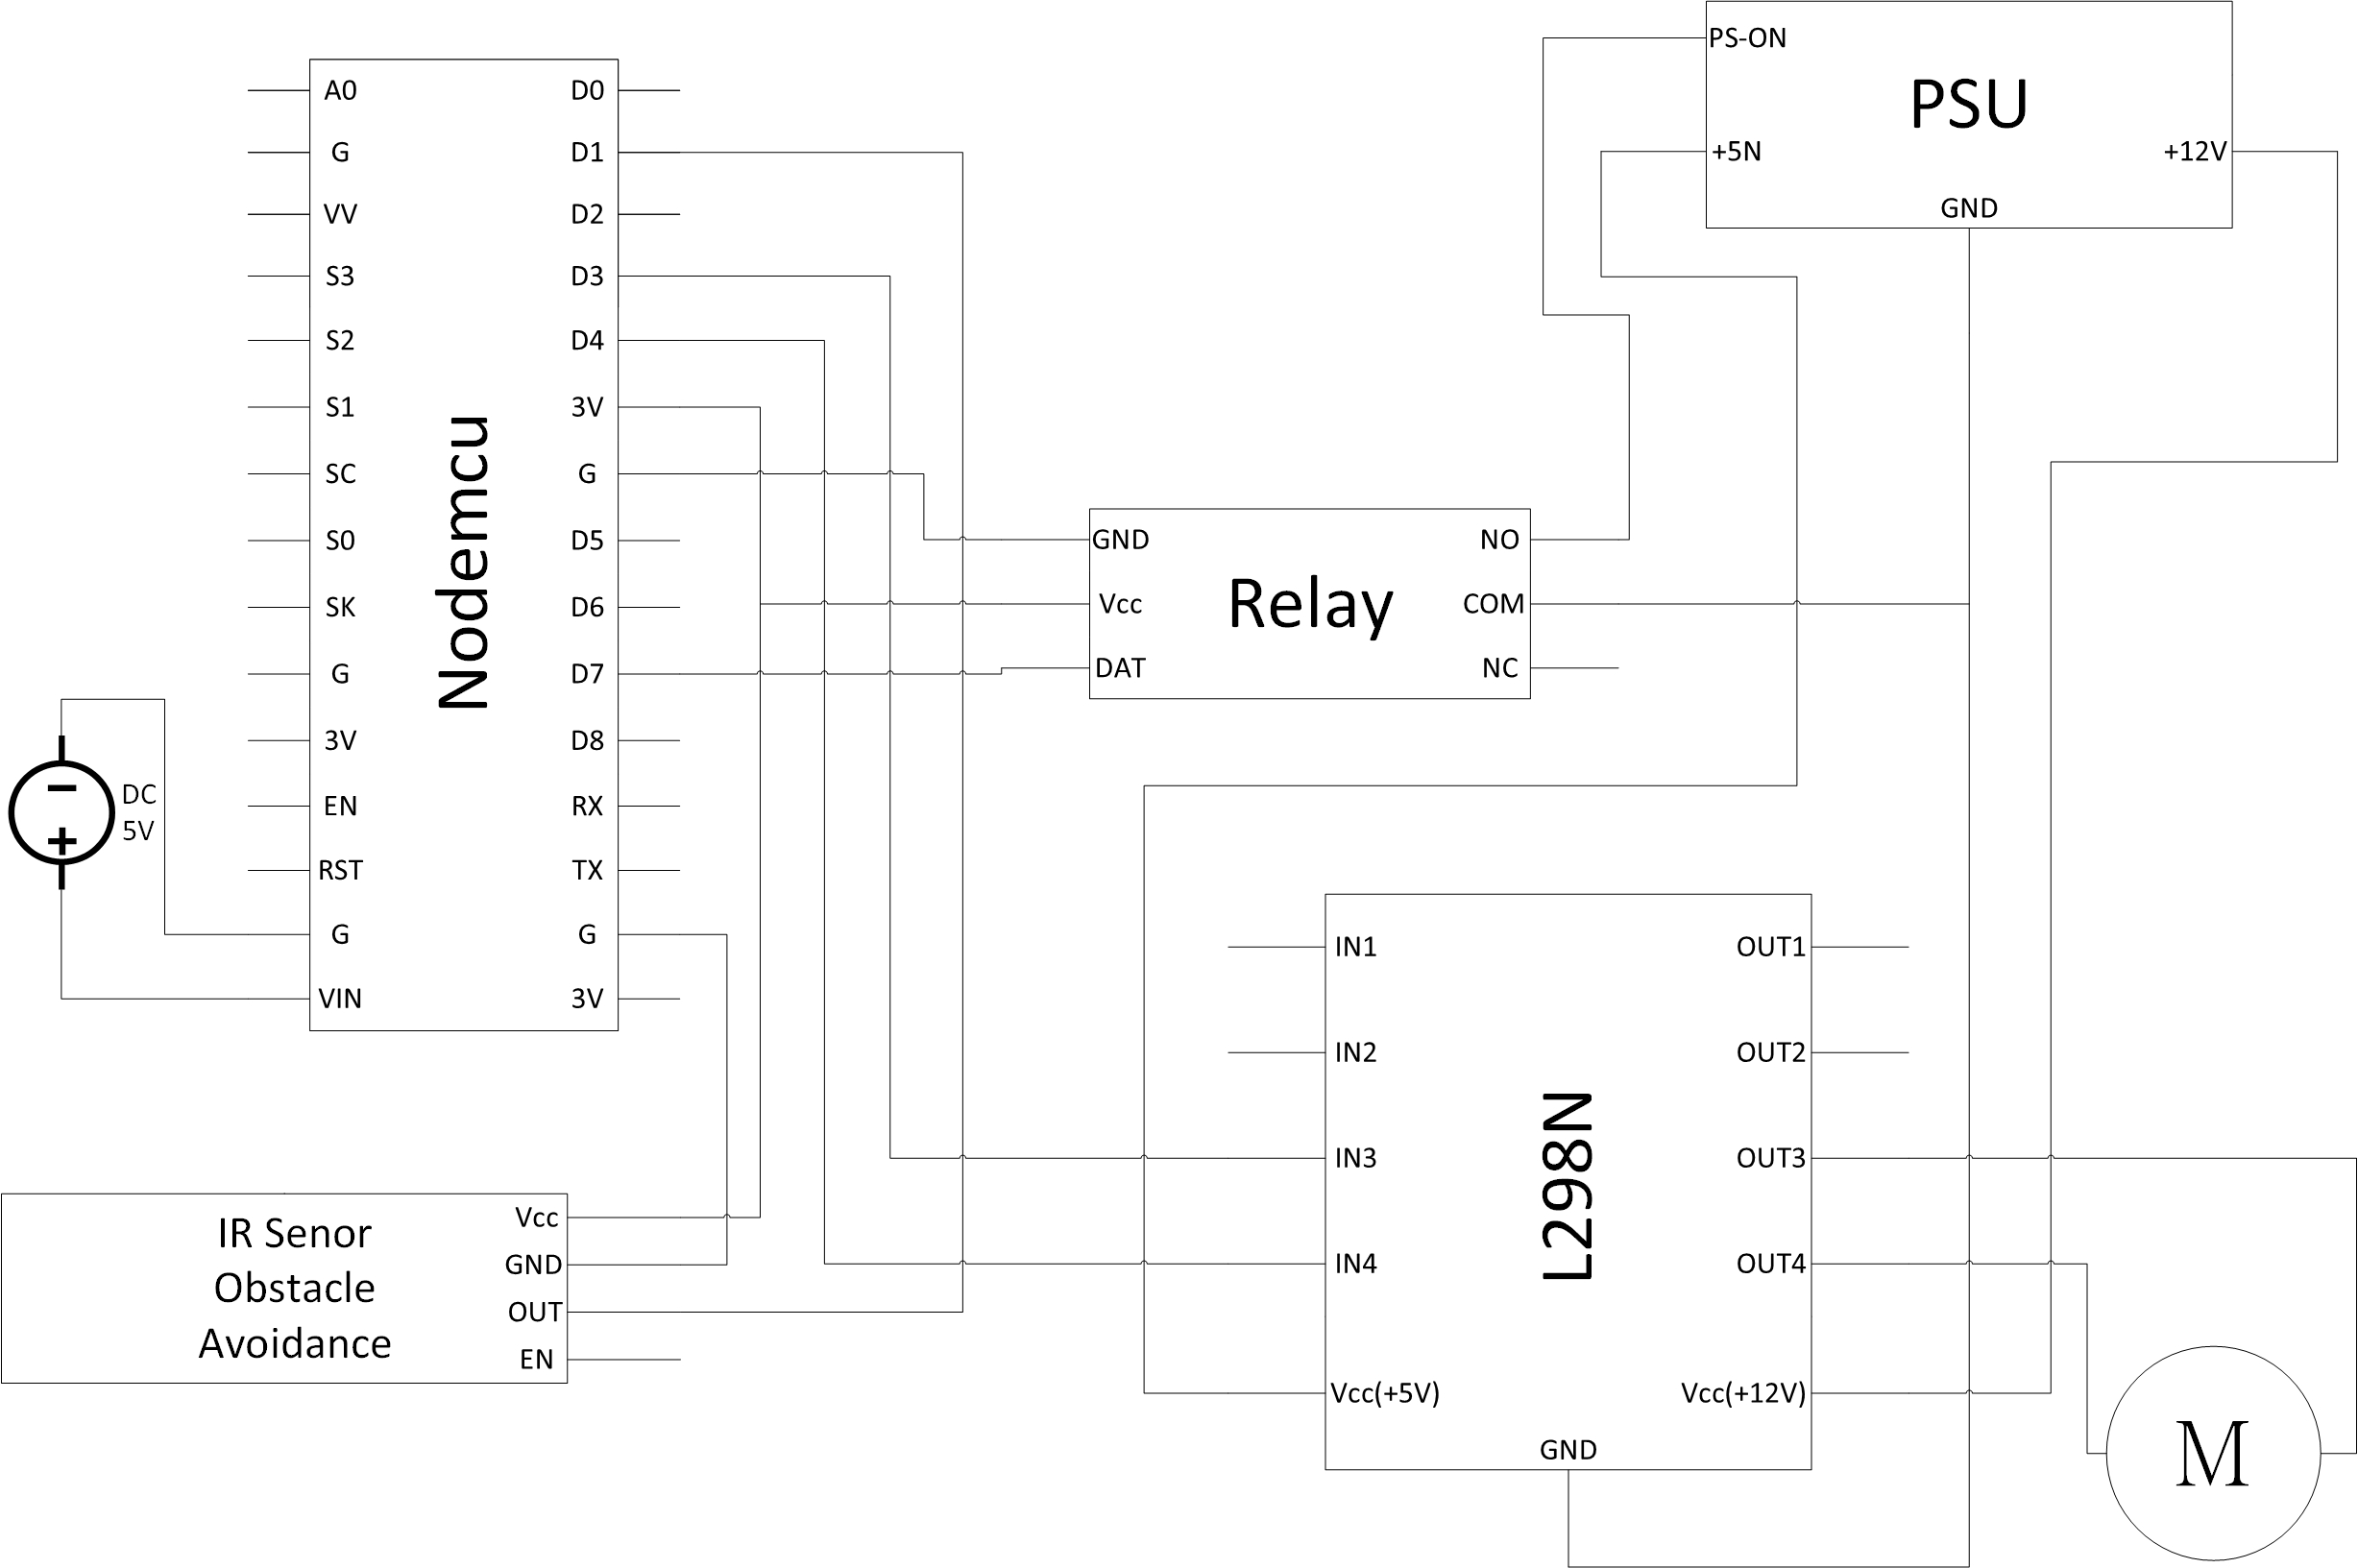 A0
G
VV
S3
S2
S1
SC
S0
SK
G
3V
EN
RST
G
VIN
Nodemcu
D0
D1
D2
D3
D4
3V
G
D5
D6
D7
D8
RX
TX
G
3V
DC
5V
IR Senor
Obstacle
Avoidance
Vcc
GND
OUT
EN
GND
Vcc
DAT
Relay
NO
COM
NC
PS-ON
+5N
PSU
+12V
GND
IN1
IN2
IN3
IN4
Vcc(+5V)
L298N
OUT1
OUT2
OUT3
OUT4
Vcc(+12V)
GND
M